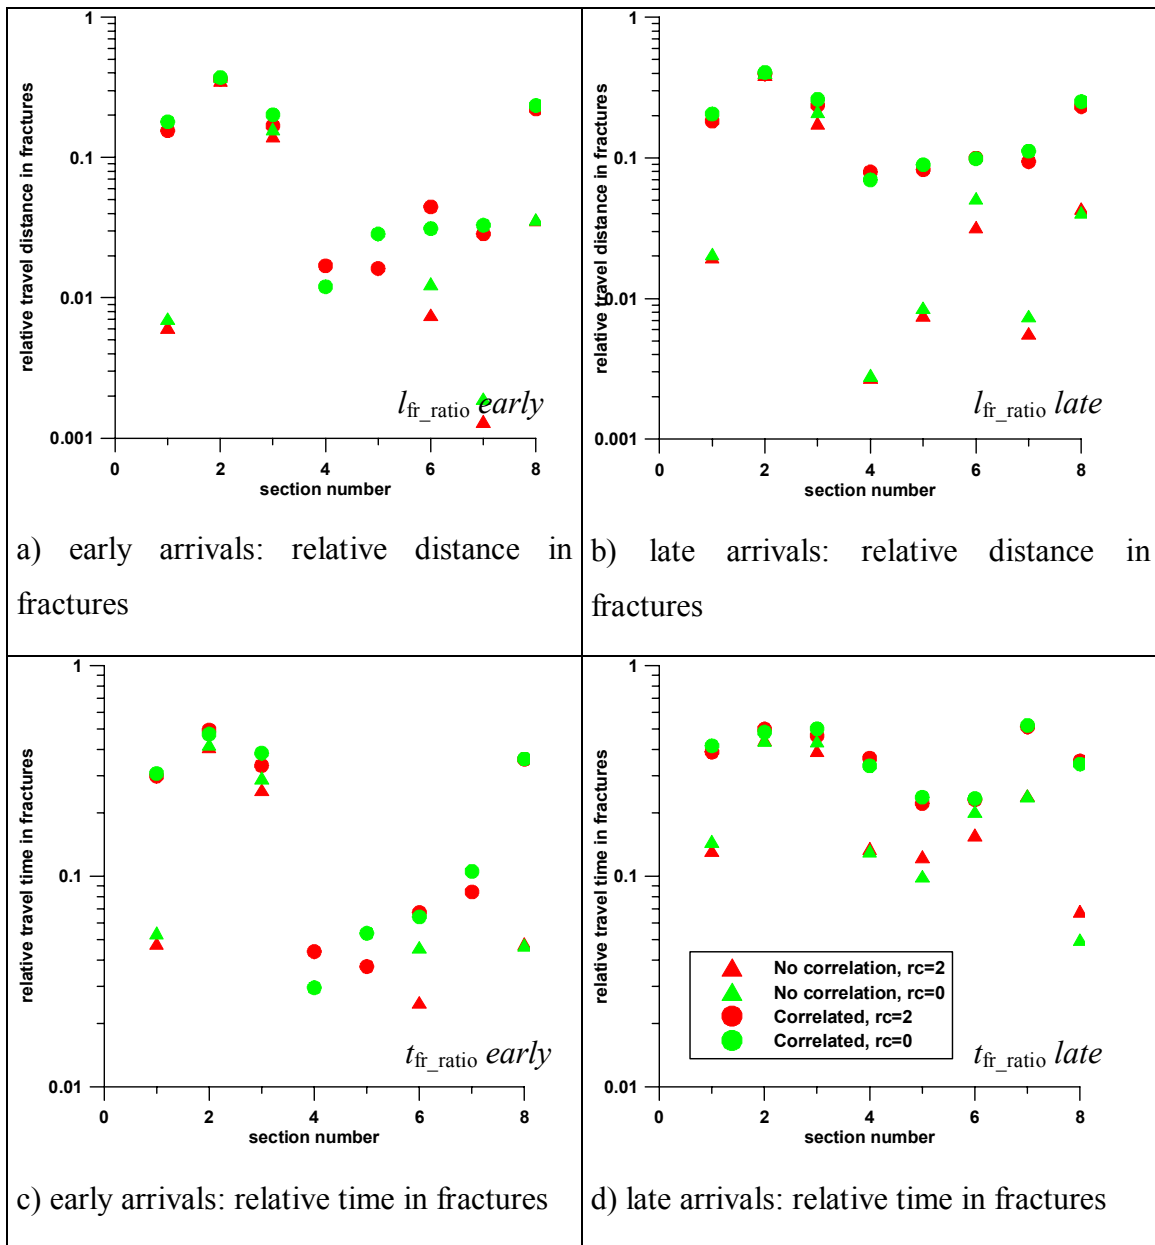 1
0.1
0.01
0.001
0
2
4
6
8
relative travel distance in fractures
section number
l fr_ratio early
a) early arrivals: relative distance in
fractures
1
0.1
0.01
0.001
0
2
4
6
8
relative travel distance in fractures
section number
l fr_ratio late
b) late arrivals: relative distance in
fractures
1
0.1
0.01
0
2
4
6
8
relative travel time in fractures
section number
t fr_ratio early
c) early arrivals: relative time in fractures
1
0.1
0.01
0
2
4
6
8
relative travel time in fractures
section number
No correlation, rc=2
No correlation, rc=0
Correlated, rc=2
Correlated, rc=0
t fr_ratio late
d) late arrivals: relative time in fractures